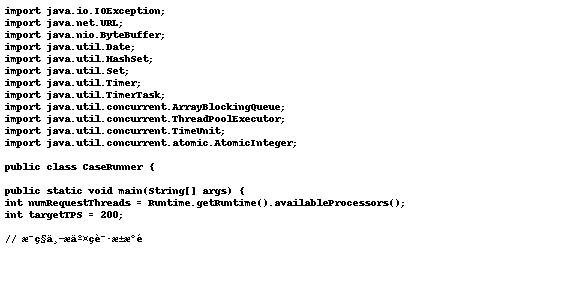 import java.io.IOException;
import java.net.URL;
import java.nio.ByteBuffer;
import java.util.Date;
import java.util.HashSet;
import java.util.Set;
import java.util.Timer;
import java.util.TimerTask;
import java.util.concurrent.ArrayBlockingQueue;
import java.util.concurrent.ThreadPoolExecutor;
import java.util.concurrent.TimeUnit;
import java.util.concurrent.atomic.AtomicInteger;
public class CaseRunner {
public static void main(String[] args) {
int numRequestThreads = Runtime.getRuntime().availableProcessors();
int targetTPS = 200;
//